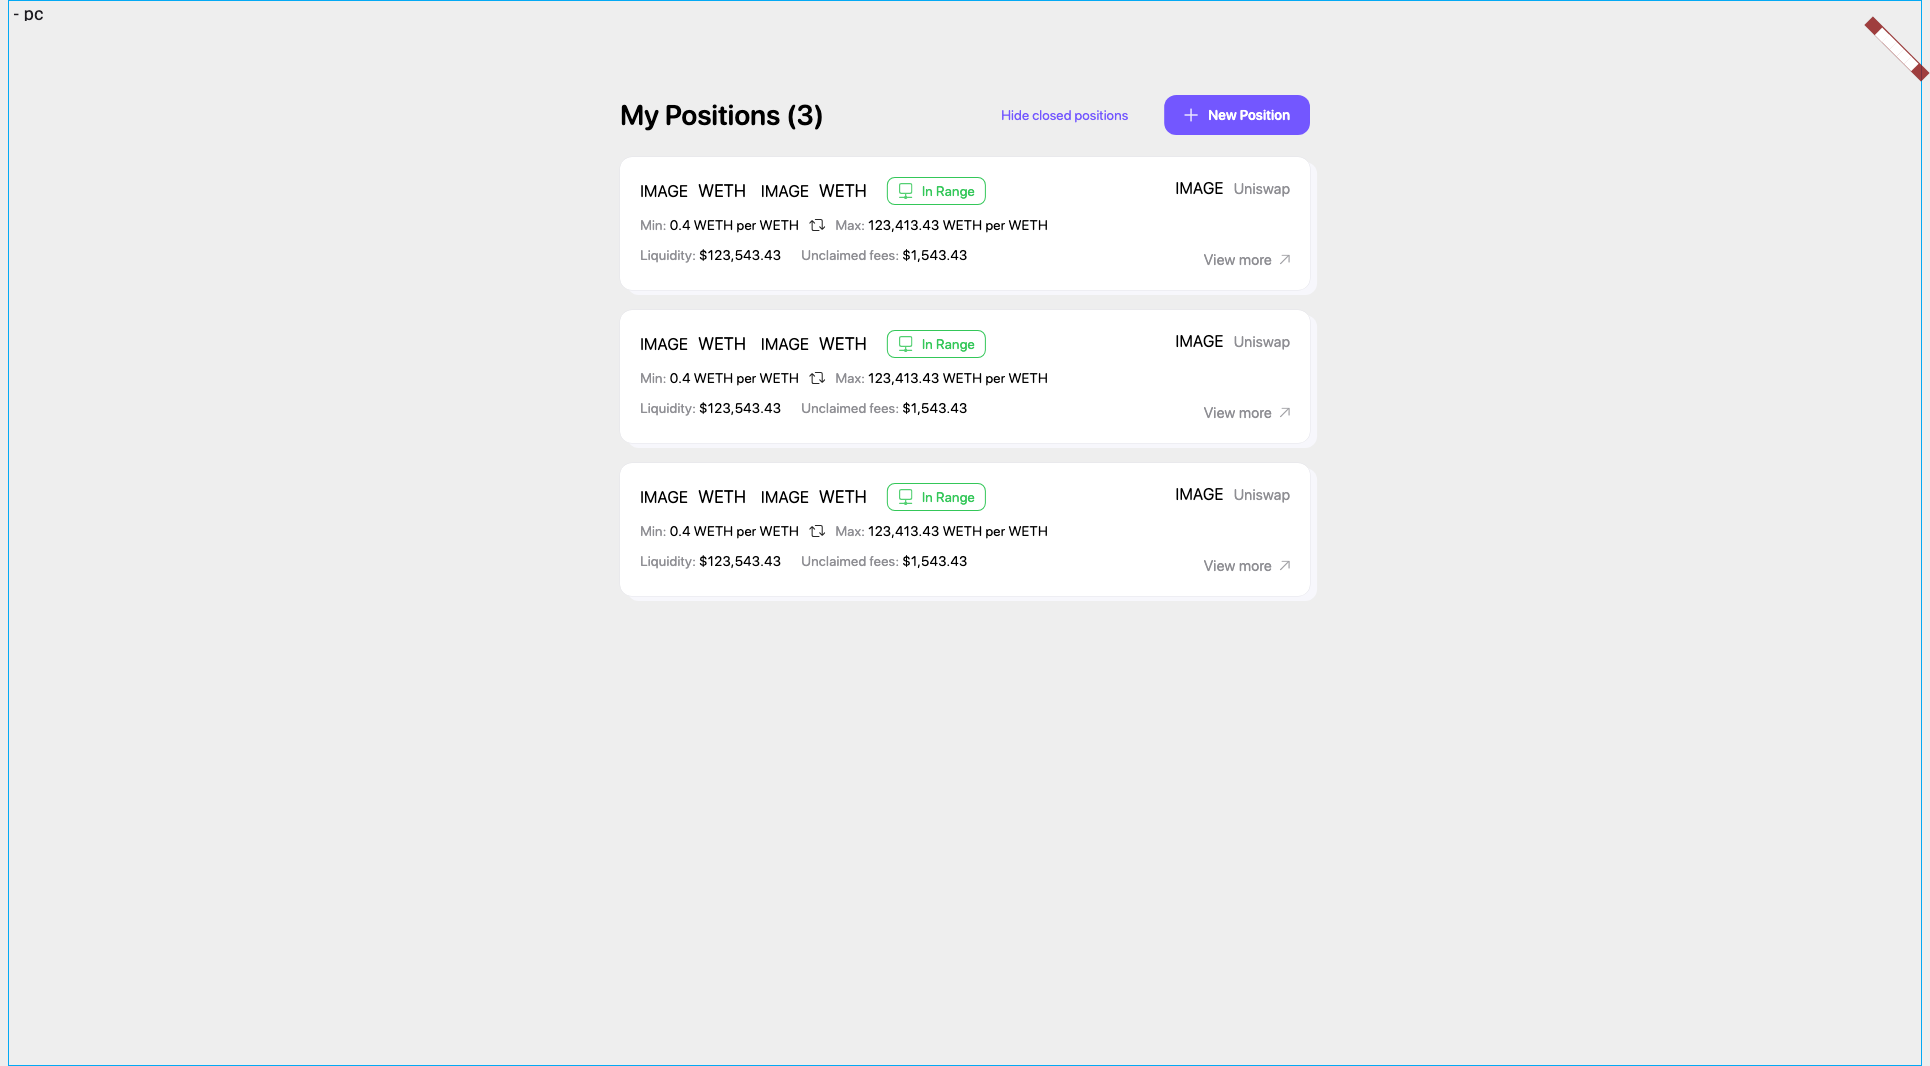 - pc
My Positions (3)
Hide closed positions
New Position
IMAGE WETH IMAGE WETH In Range IMAGE Uniswap
Min: 0.4 WETH per WETH Max: 123,413.43 WETH per WETH
Liquidity: $123,543.43 Unclaimed fees: $1,543.43
View more
IMAGE WETH IMAGE WETH In Range IMAGE Uniswap
Min: 0.4 WETH per WETH Max: 123,413.43 WETH per WETH
Liquidity: $123,543.43 Unclaimed fees: $1,543.43
View more
IMAGE WETH IMAGE WETH In Range IMAGE Uniswap
Min: 0.4 WETH per WETH Max: 123,413.43 WETH per WETH
Liquidity: $123,543.43 Unclaimed fees: $1,543.43
View more